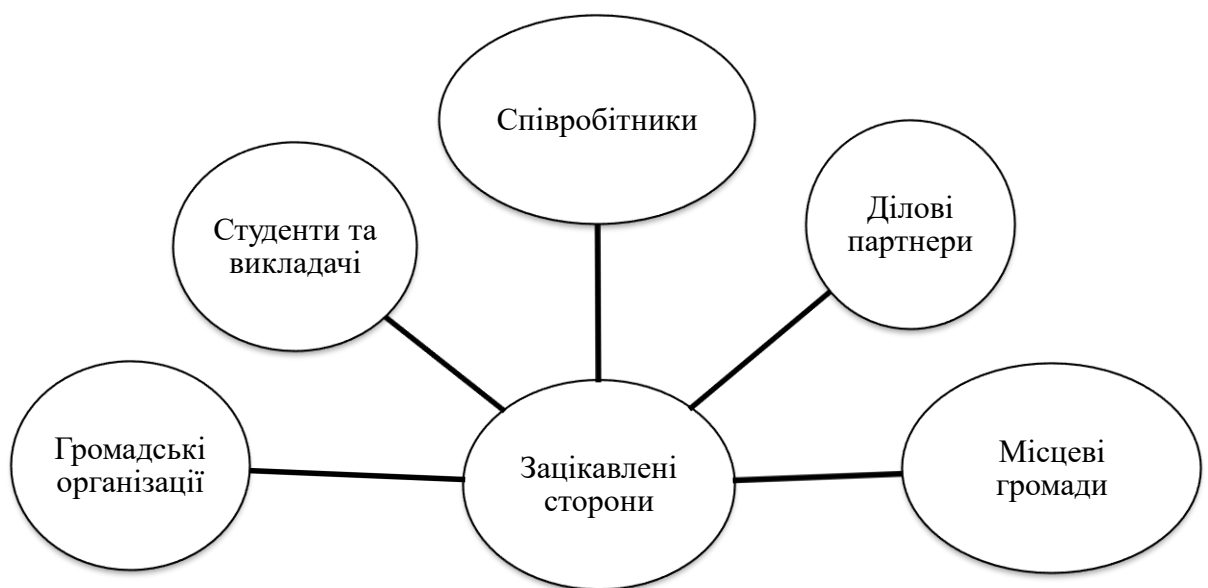 Співробітники
Ділові
партнери
Студенти та
викладачі
Громадські
організації
Зацікавлені
сторони
Місцеві
громади